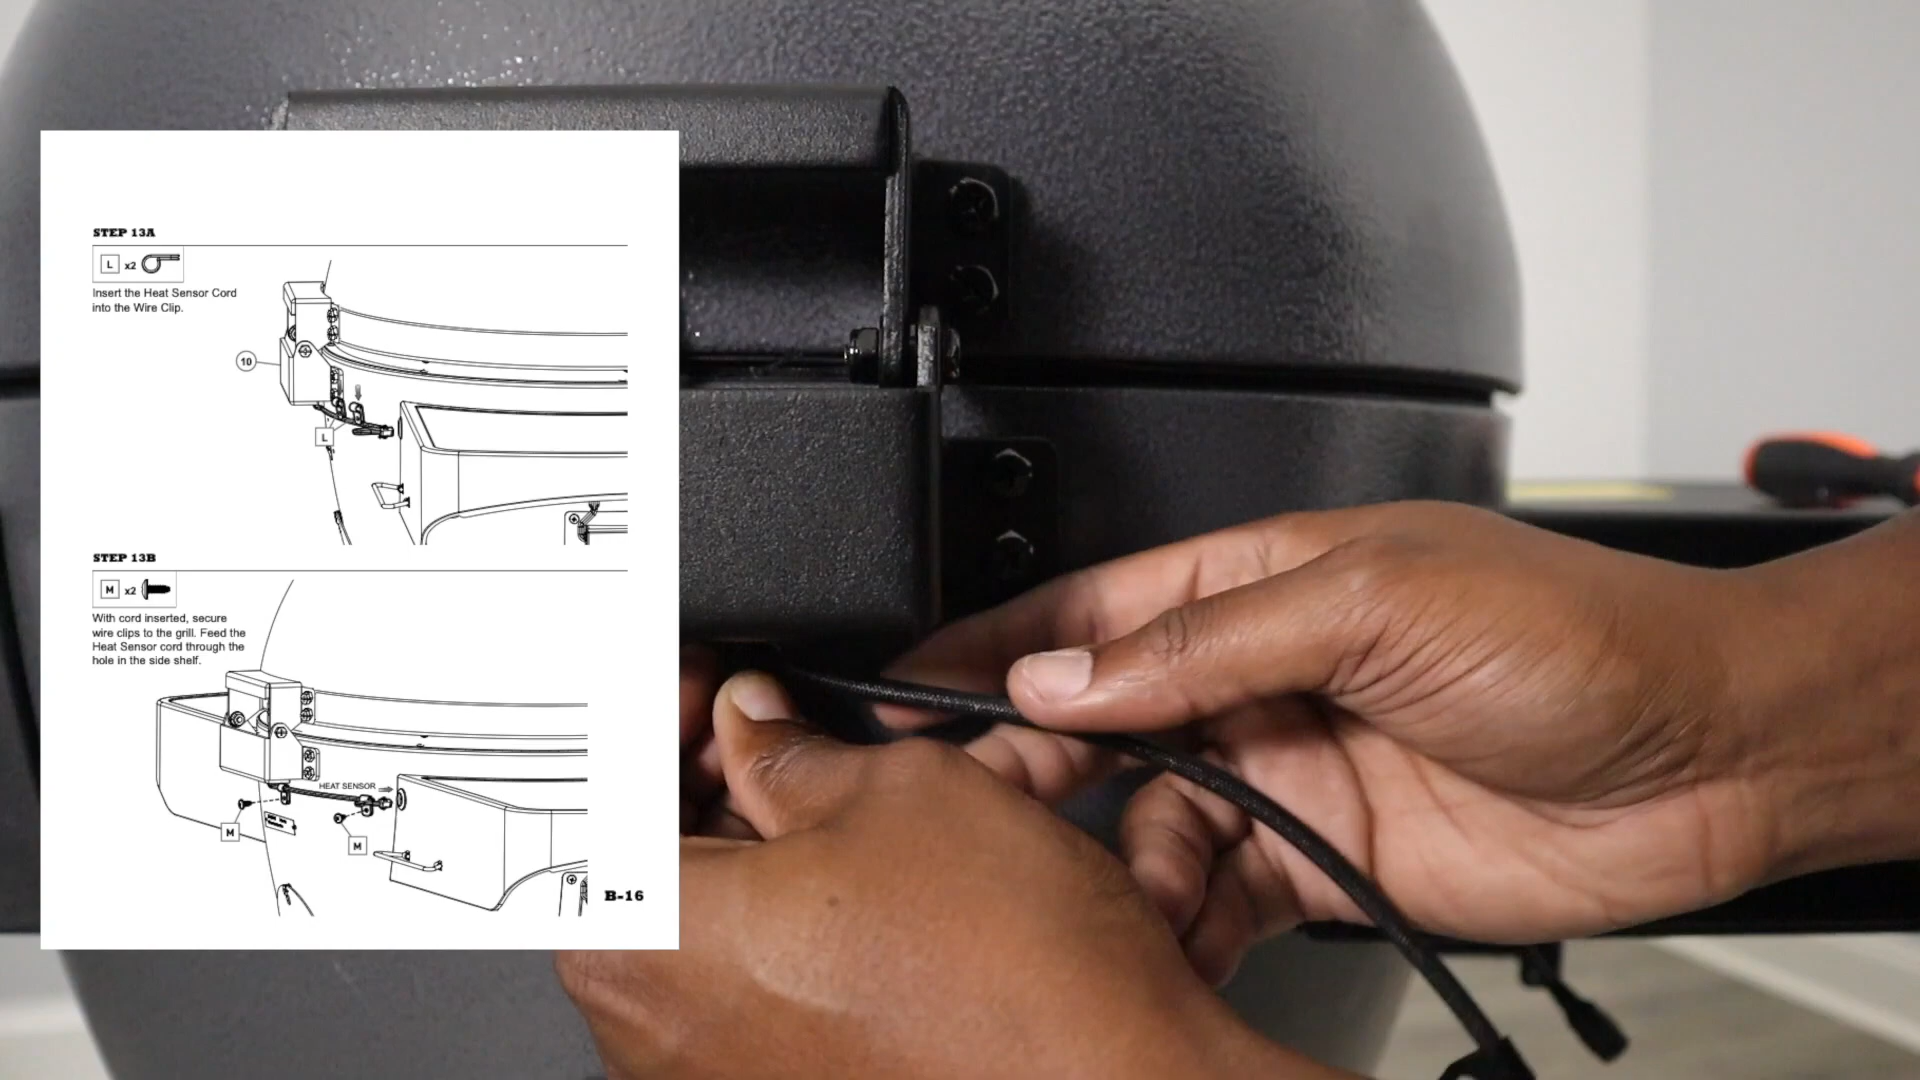 STEP 13A
L x2
Insert the Heat Sensor Cord
into the Wire Clip.
10
L
STEP 13B
M x2
With cord inserted, secure
wire clips to the grill. Feed the
Heat Sensor cord through the
hole in the side shelf.
HEAT SENSOR
M
M
B-16